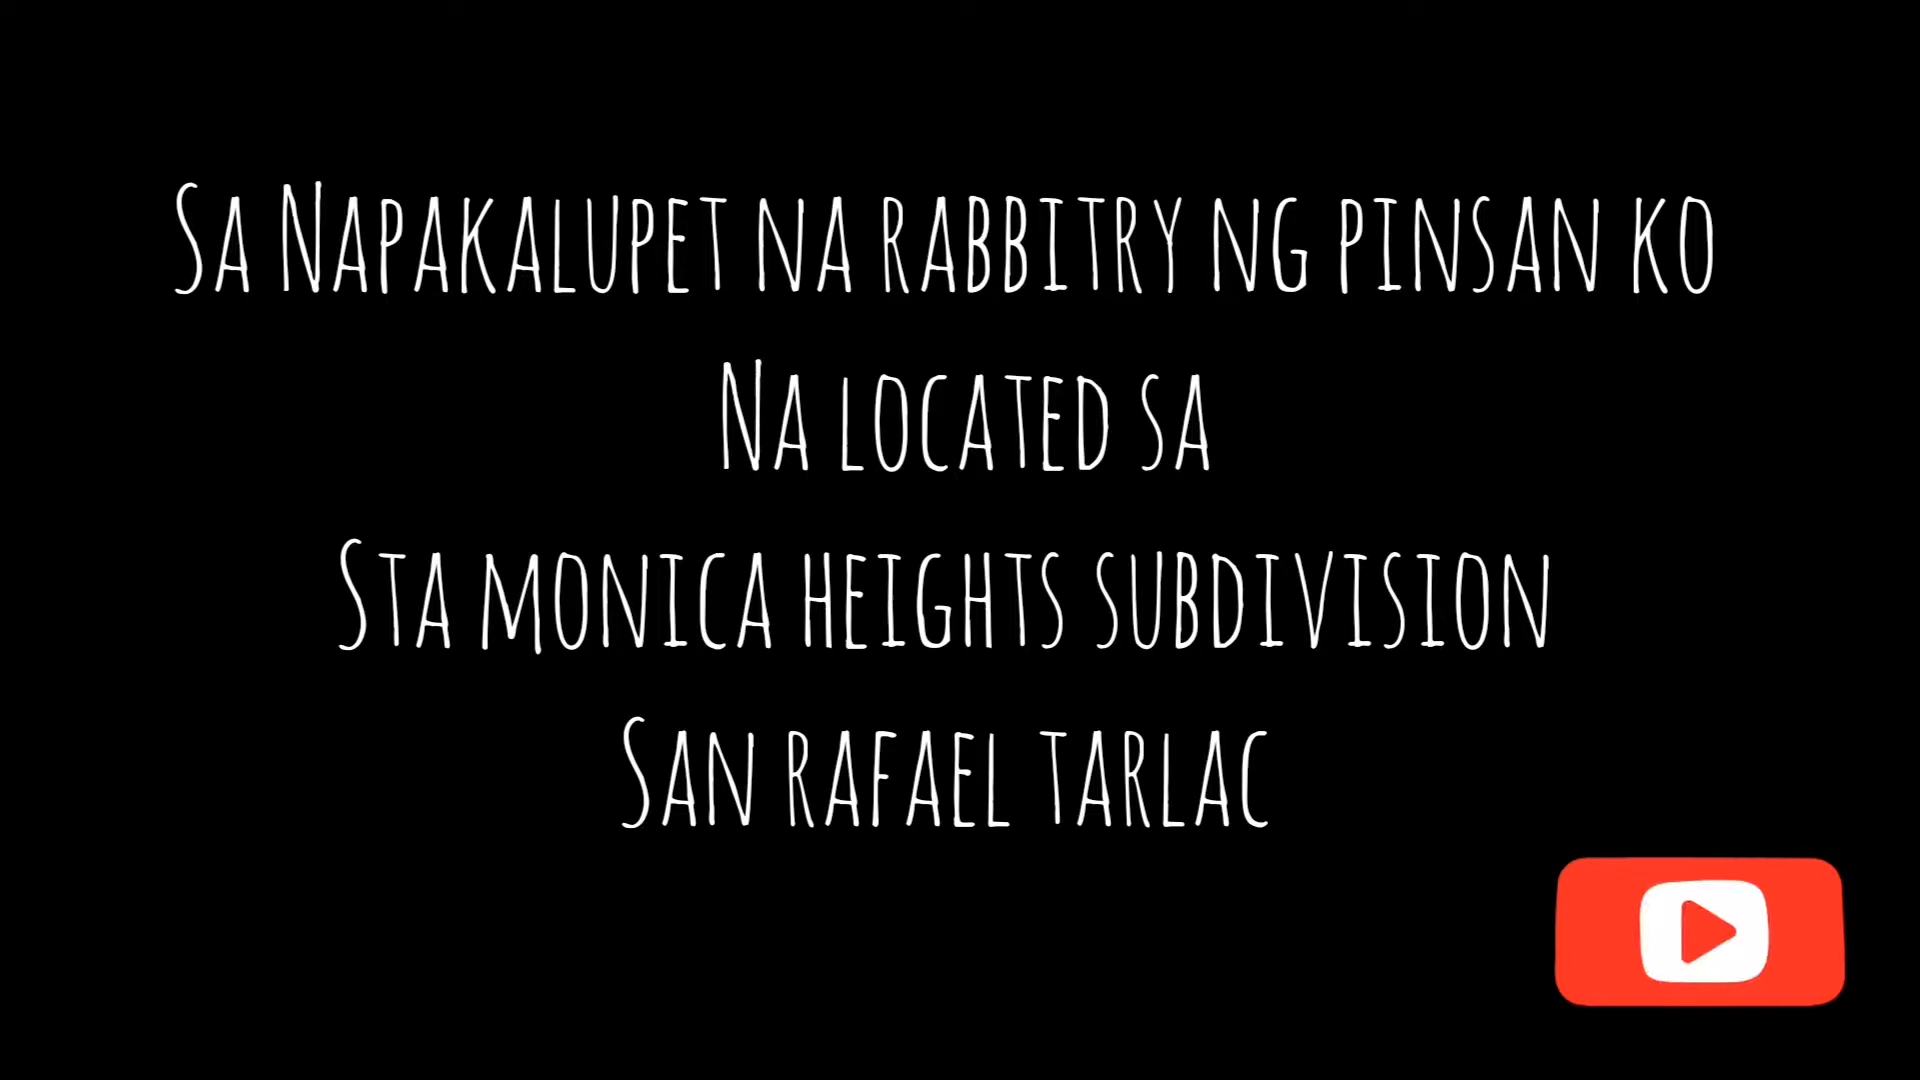 Sa Napakalupet na rabbitry ng pinsan ko
Na located sa
Sta monica heights subdivision
San rafael tarlac